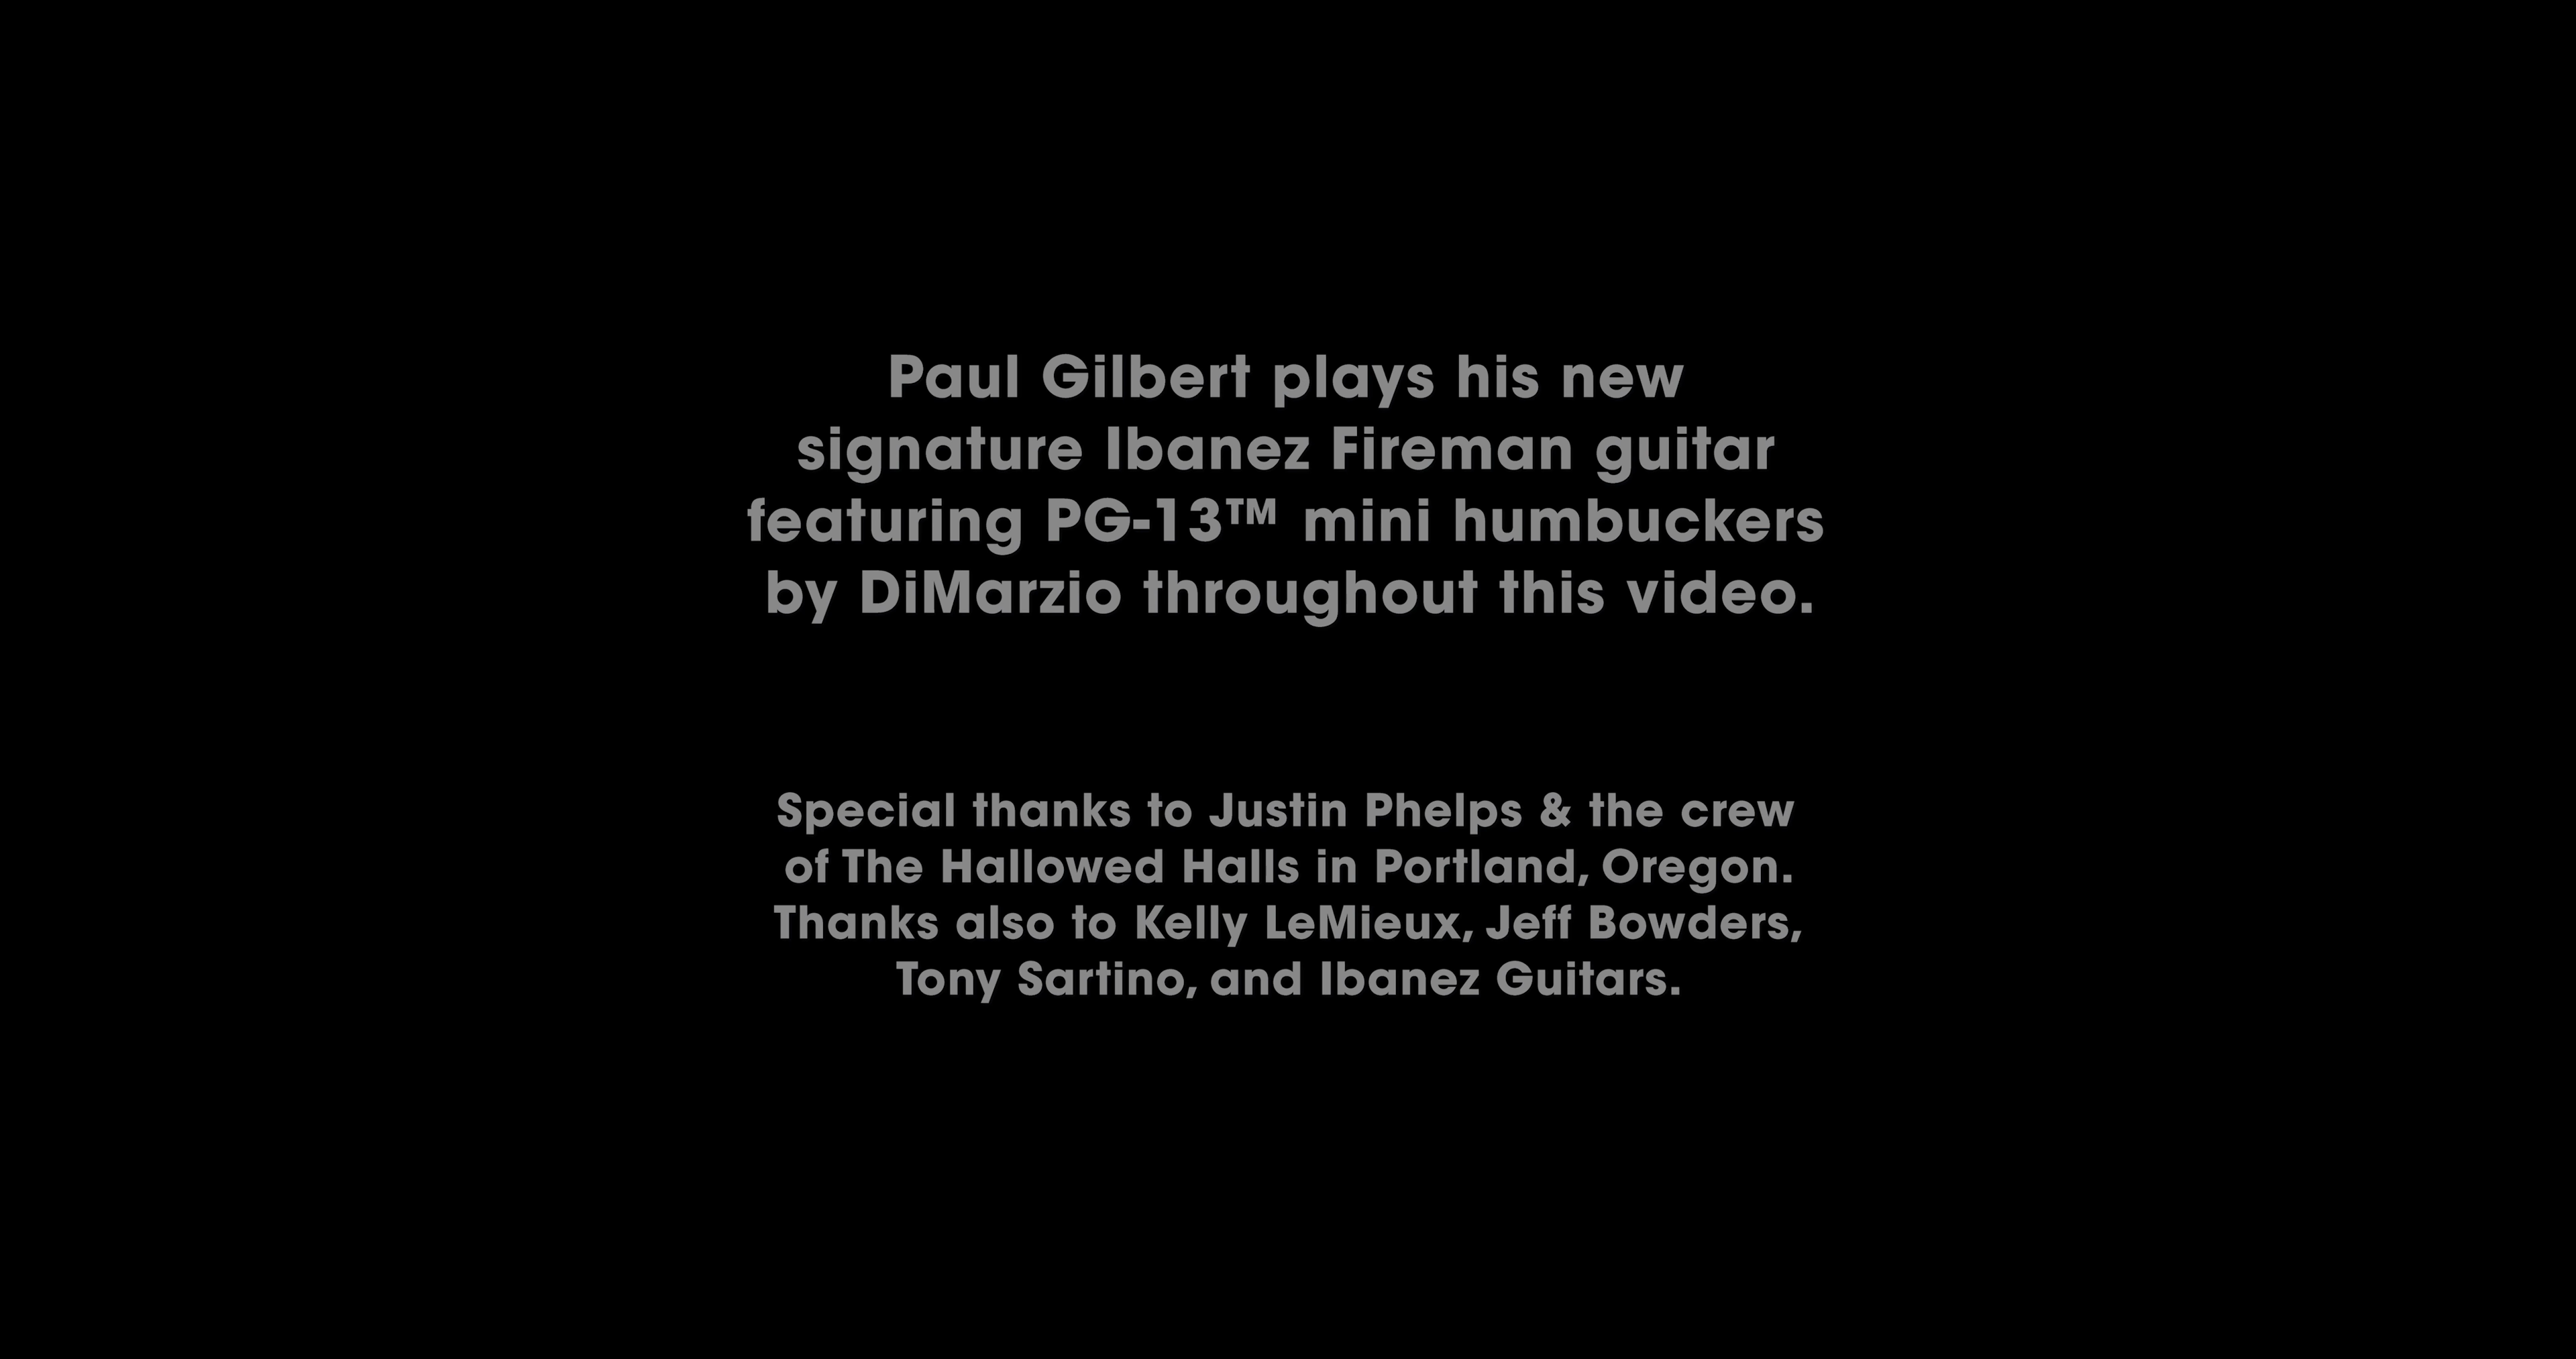 Paul Gilbert plays his new
signature Ibanez Fireman guitar
featuring PG-13™ mini humbuckers
by DiMarzio throughout this video.
Special thanks to Justin Phelps & the crew
of The Hallowed Halls in Portland, Oregon.
Thanks also to Kelly LeMieux, Jeff Bowders,
Tony Sartino, and Ibanez Guitars.